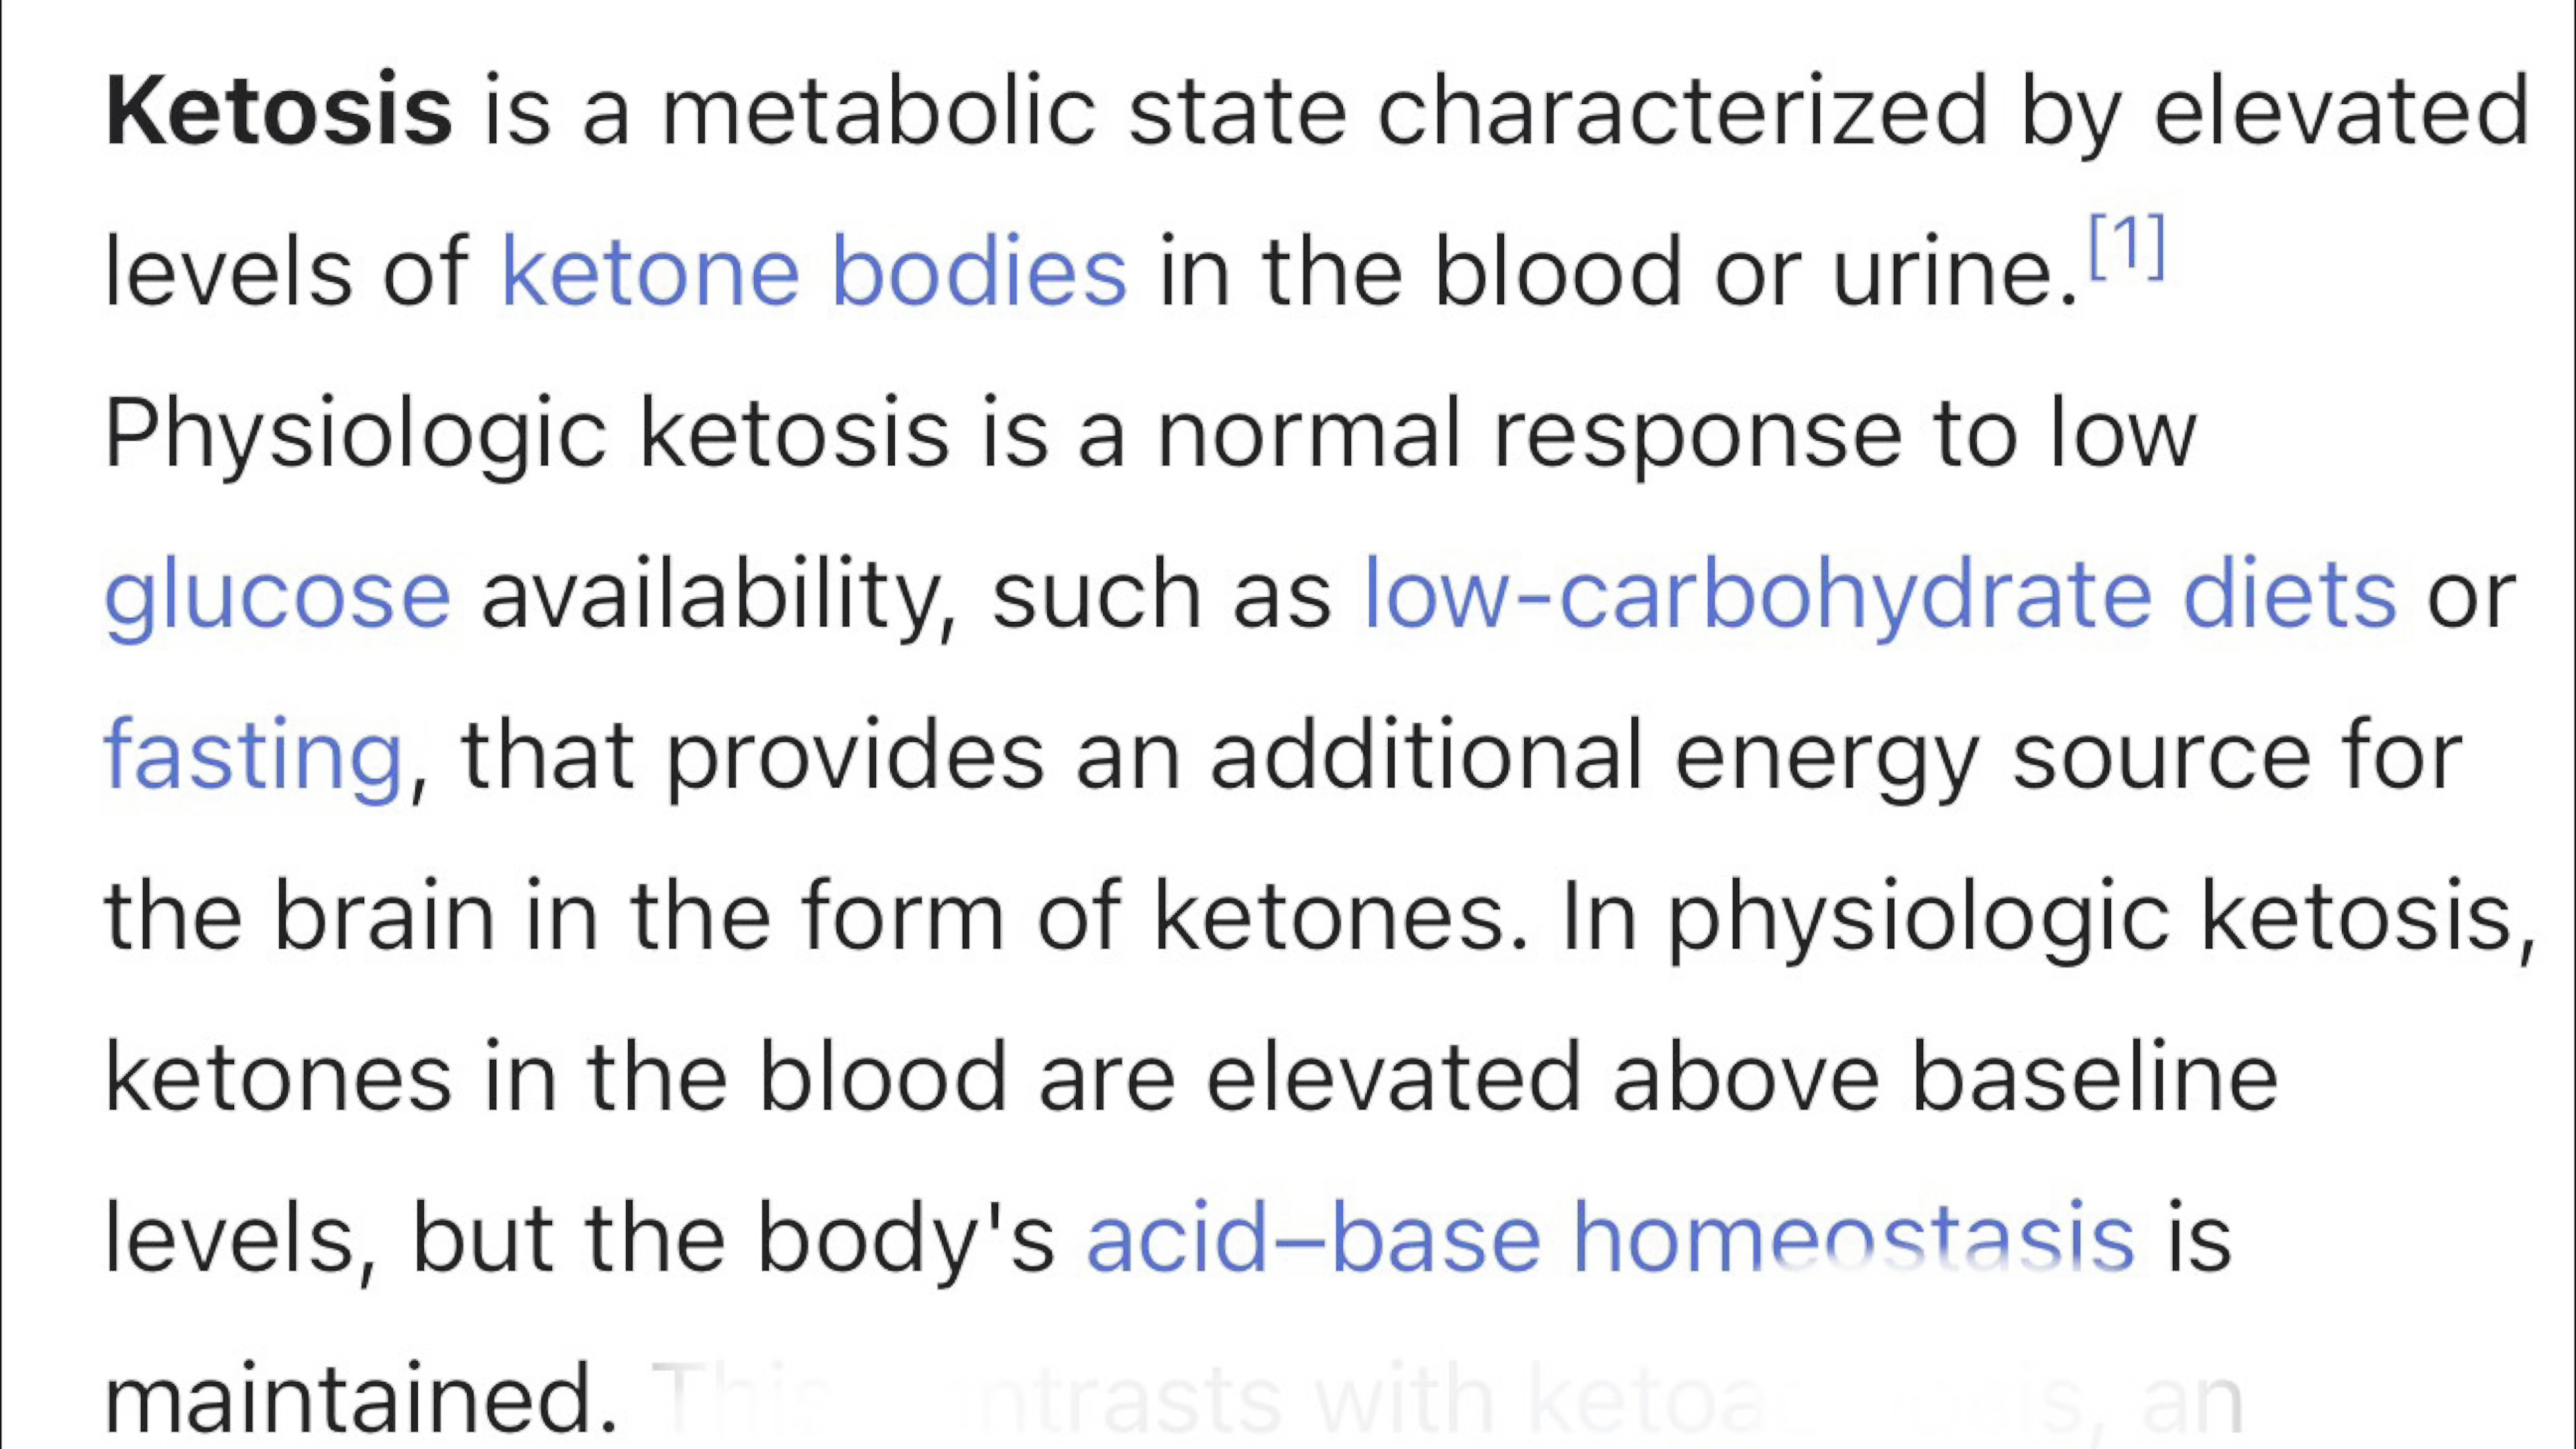 Ketosis is a metabolic state characterized by elevated
levels of ketone bodies in the blood or urine.[1]
Physiologic ketosis is a normal response to low
glucose availability, such as low-carbohydrate diets or
fasting, that provides an additional energy source for
the brain in the form of ketones. In physiologic ketosis,
ketones in the blood are elevated above baseline
levels, but the body's acid–base homeostasis is
maintained. This with an